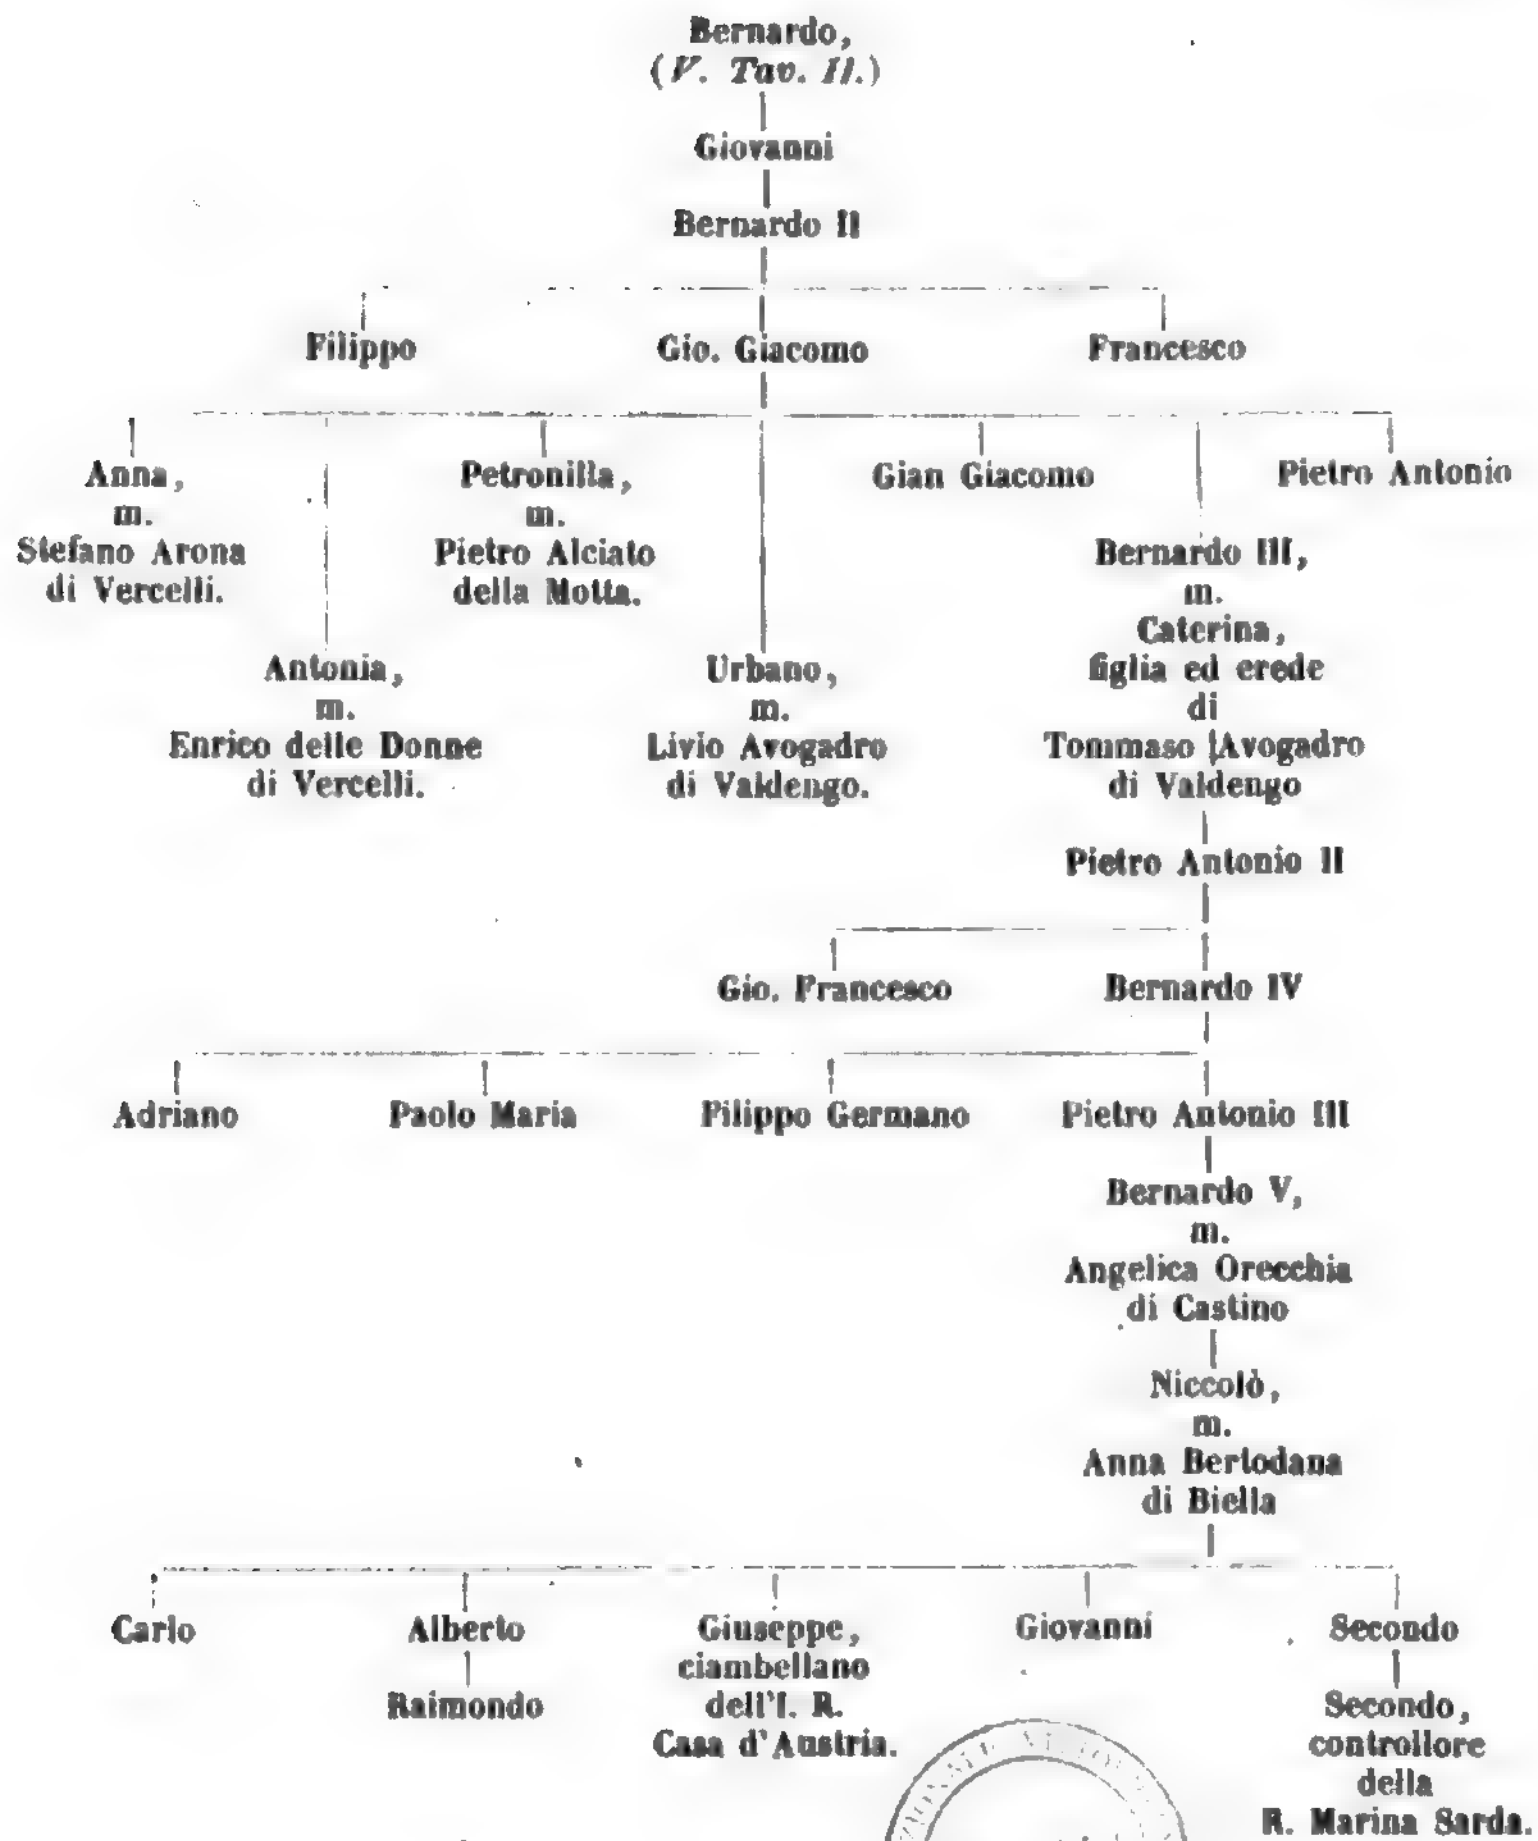 Bernardo,
(V. Tav. II.)
Giovanni
Bernardo II
Filippo Gio. Giacomo Francesco
Anna, Petronilla, Gian Giacomo Pietro Antonio
m. m.
Stefano Arona Pietro Alciato Bernardo III,
di Vercelli. della Motta. m.
Caterina,
Antonia, Urbano, figlia ed erede
m. m. di
Enrico delle Donne Livio Avogadro Tommaso Avogadro
di Vercelli. di Valdengo. di Valdengo
Pietro Antonio II
Gio. Francesco Bernardo IV
Adriano Paolo Maria Pilippo Germano Pietro Antonio III
Bernardo V,
m.
Angelica Orecchia
di Castino
Niccolò,
m.
Anna Bertodana
di Biella
Carlo Alberto Giuseppe, Giovanni Secondo
ciambellano
Raimondo dell'I. R. Secondo,
Casa d'Austria. controllore
della
R. Marina Sarda.